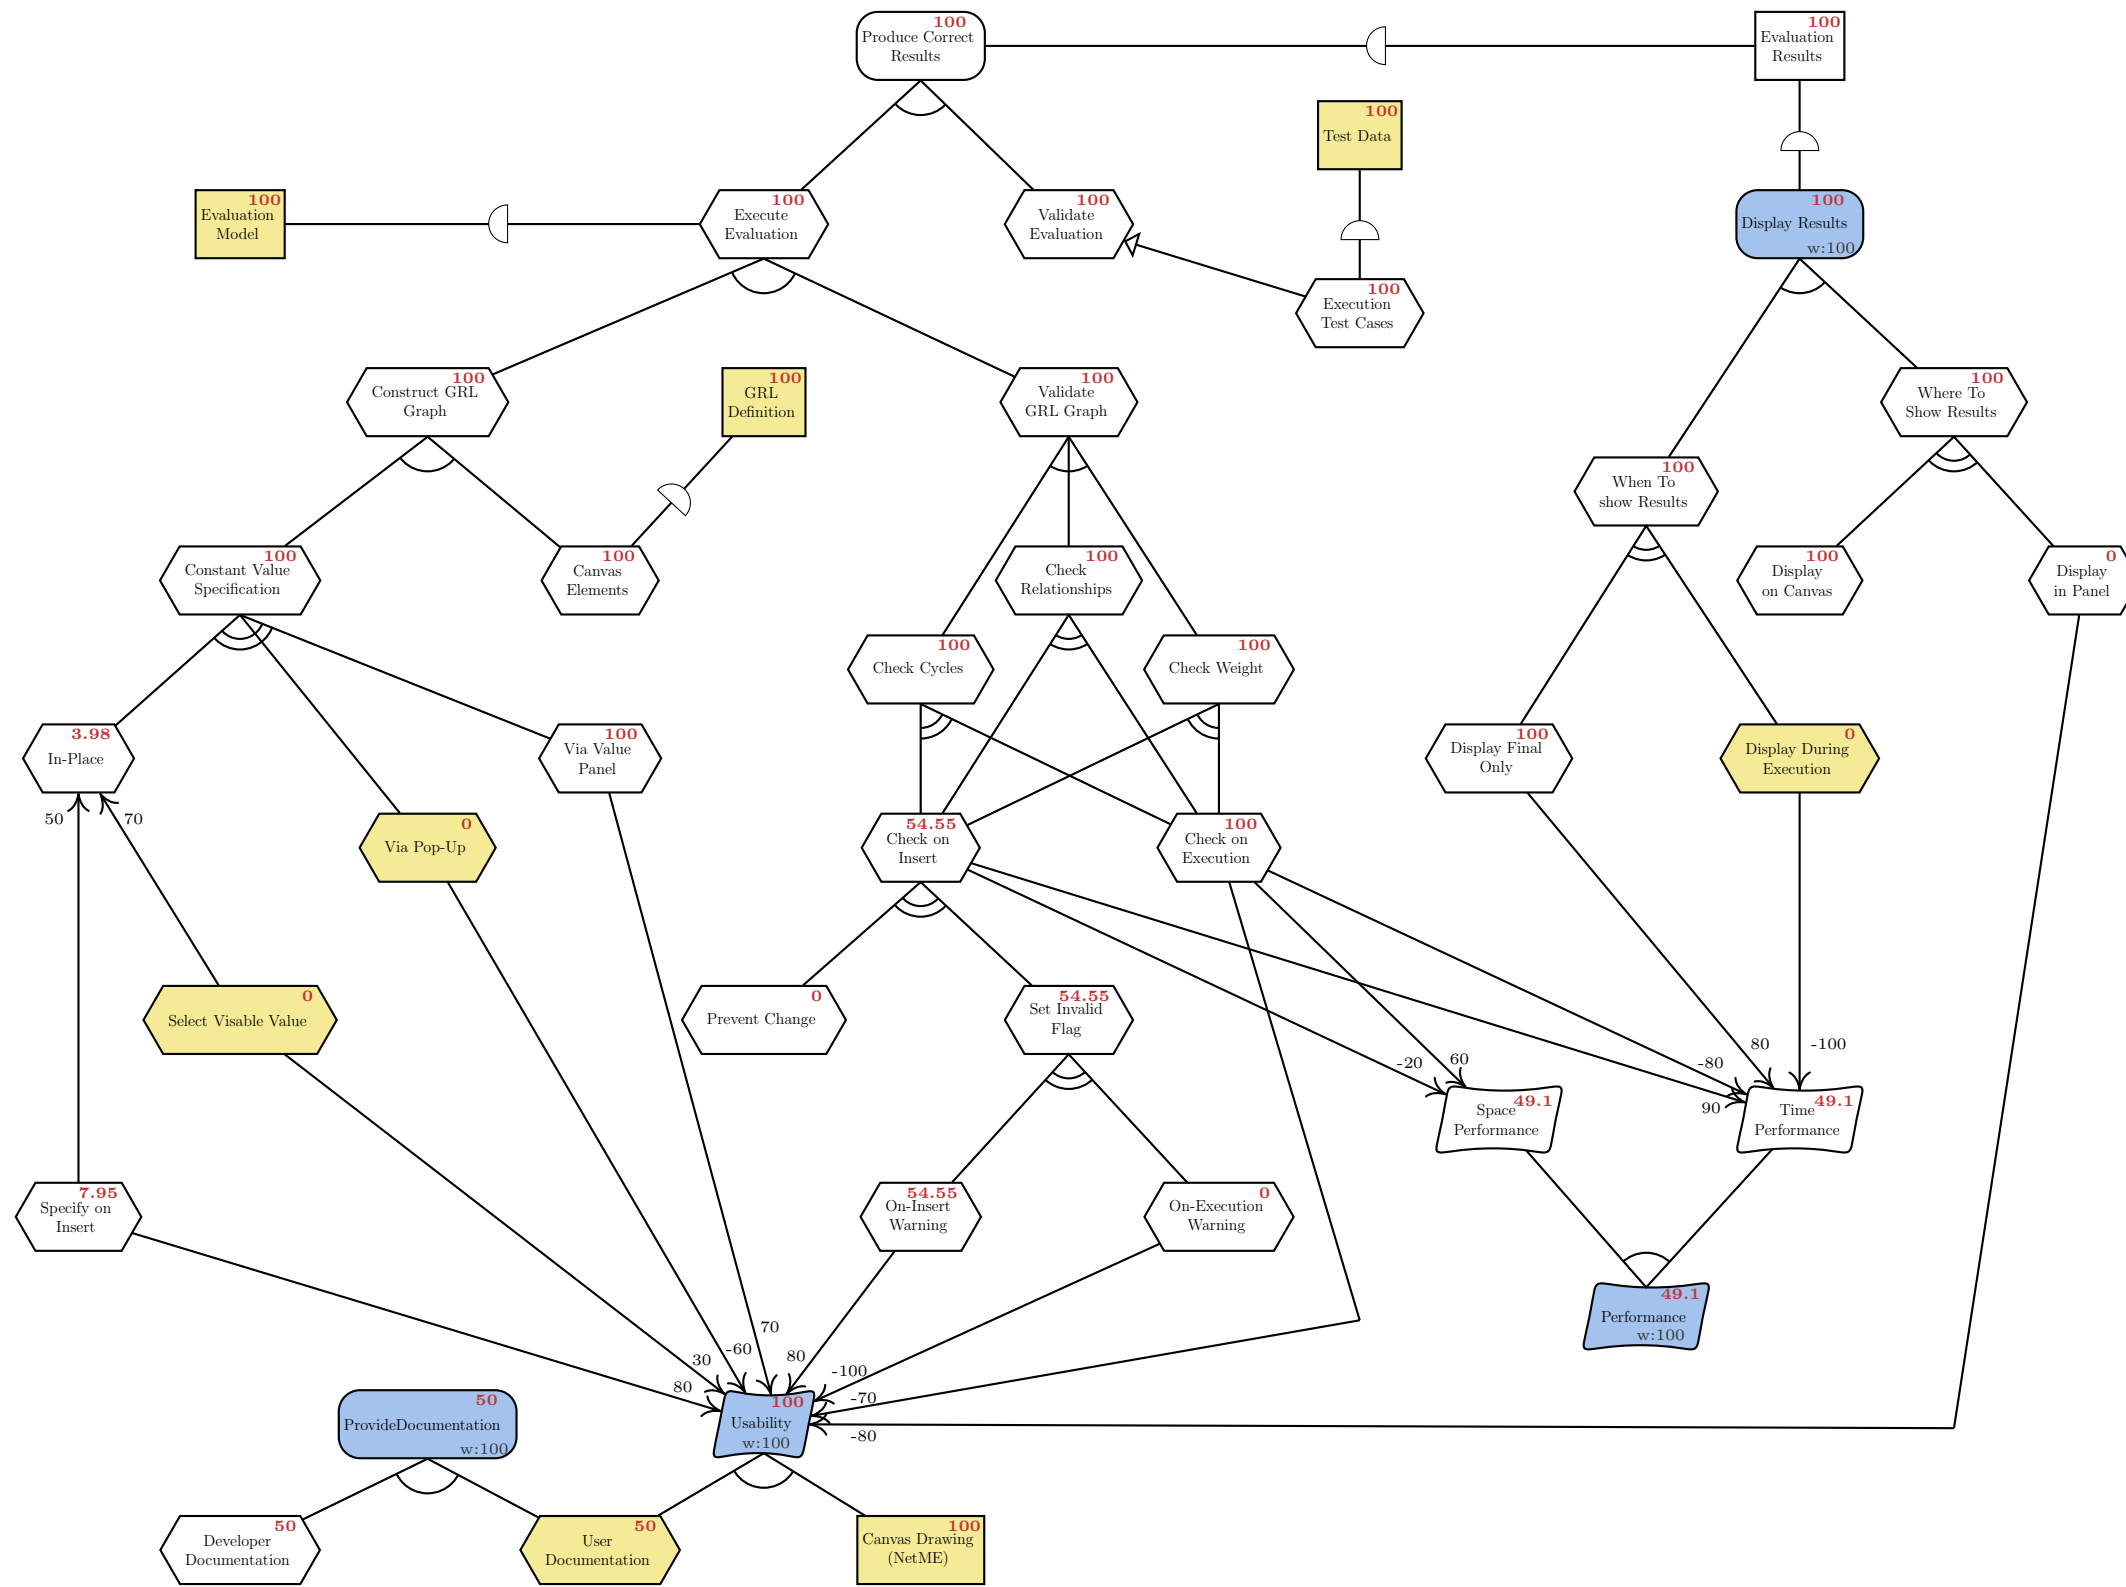 100
Produce Correct
Results
100
Evaluation
Results
100
Test Data
100
Evaluation
Model
100
Execute
Evaluation
100
Validate
Evaluation
100
Display Results
w:100
100
Execution
Test Cases
100
Construct GRL
Graph
100
GRL
Definition
100
Validate
GRL Graph
100
Where To
Show Results
100
When To
show Results
100
Constant Value
Specification
100
Canvas
Elements
100
Check
Relationships
100
Display
on Canvas
0
Display
in Panel
100
Check Cycles
100
Check Weight
3.98
In-Place
100
Via Value
Panel
100
Display Final
Only
0
Display During
Execution
50
70
0
Via Pop-Up
54.55
Check on
Insert
100
Check on
Execution
0
Select Visable Value
0
Prevent Change
54.55
Set Invalid
Flag
-20
60
-80
80
-100
90
49.1
Space
Performance
49.1
Time
Performance
7.95
Specify on
Insert
54.55
On-Insert
Warning
0
On-Execution
Warning
49.1
Performance
w:100
80
30
-60
70
80
-100
-70
-80
50
ProvideDocumentation
w:100
100
Usability
w:100
50
Developer
Documentation
50
User
Documentation
100
Canvas Drawing
(NetME)